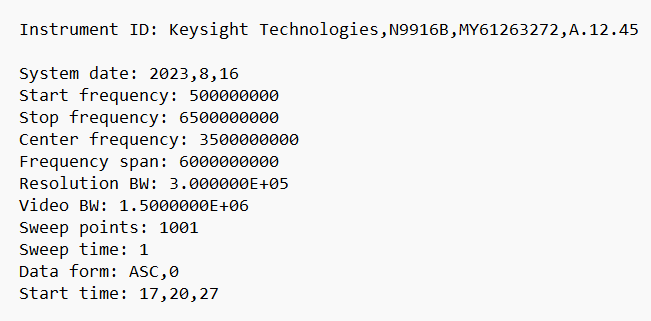 Instrument ID: Keysight Technologies,N9916B,MY61263272,A.12.45
System date: 2023,8,16
Start frequency: 500000000
Stop frequency: 6500000000
Center frequency: 3500000000
Frequency span: 6000000000
Resolution BW: 3.000000E+05
Video BW: 1.5000000E+06
Sweep points: 1001
Sweep time: 1
Data form: ASC,0
Start time: 17,20,27